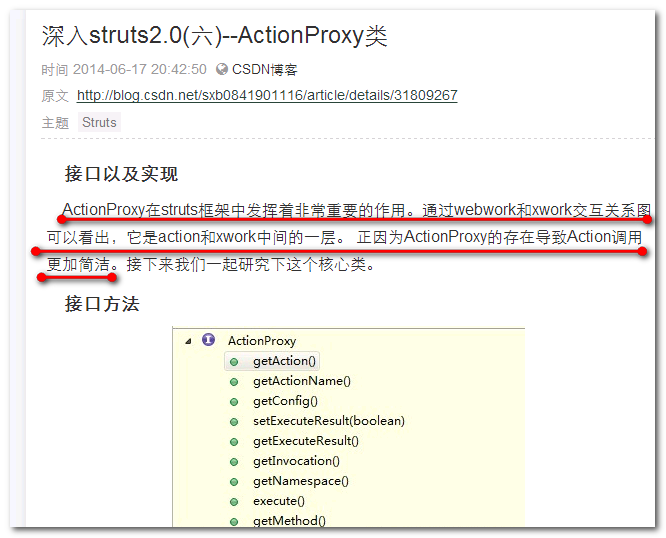 深入struts2.0(六)--ActionProxy类
时间 2014-06-17 20:42:50 CSDN博客
原文 http://blog.csdn.net/sxb0841901116/article/details/31809267
主题 Struts
接口以及实现
ActionProxy在struts框架中发挥着非常重要的作用。通过webwork和xwork交互关系图
可以看出，它是action和xwork中间的一层。 正因为ActionProxy的存在导致Action调用
更加简洁。接下来我们一起研究下这个核心类。
接口方法
ActionProxy
getAction()
getActionName()
getConfig()
setExecuteResult(boolean)
getExecuteResult()
getInvocation()
getNamespace()
execute()
getMethod()